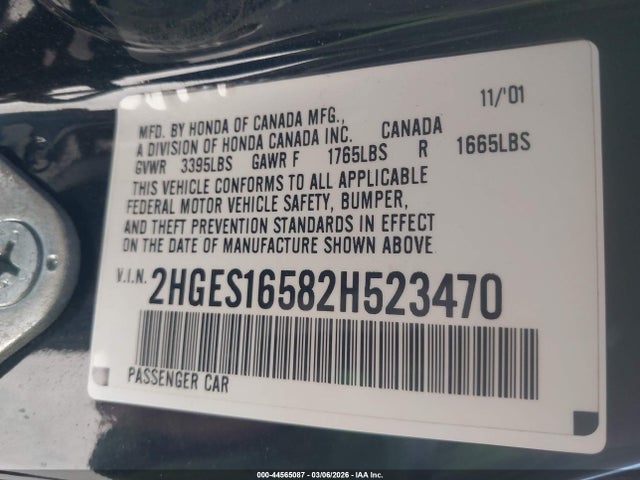 11/'01
MFD. BY HONDA OF CANADA MFG.,
A DIVISION OF HONDA CANADA INC. CANADA
GVWR 3395LBS GAWR F 1765LBS R 1665LBS
THIS VEHICLE CONFORMS TO ALL APPLICABLE
FEDERAL MOTOR VEHICLE SAFETY, BUMPER,
AND THEFT PREVENTION STANDARDS IN EFFECT
ON THE DATE OF MANUFACTURE SHOWN ABOVE
V.I.N. 2HGES16582H523470
PASSENGER CAR
000-44565087 | 03/06/2026 | IAA Inc.